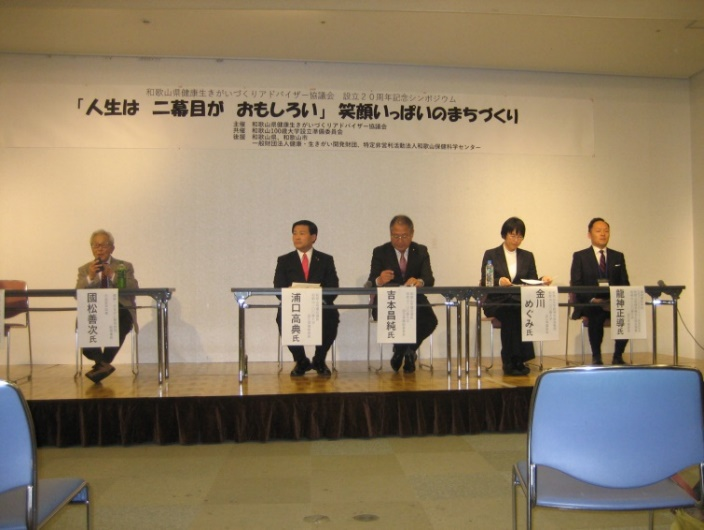 和歌山県健康生きがいづくりアドバイザー協議会 設立20周年記念シンポジウム
「人生は 二幕目が おもしろい」笑顔いっぱいのまちづくり
主催 和歌山県健康生きがいづくりアドバイザー協議会
共催 和歌山100歳大学設立準備委員会
後援 和歌山県、和歌山市
一般財団法人健康・生きがい開発財団、特定非営利活動法人和歌山保健科学センター
國松善次氏
浦口高典氏
吉本昌純氏
金川めぐみ氏
龍神正導氏